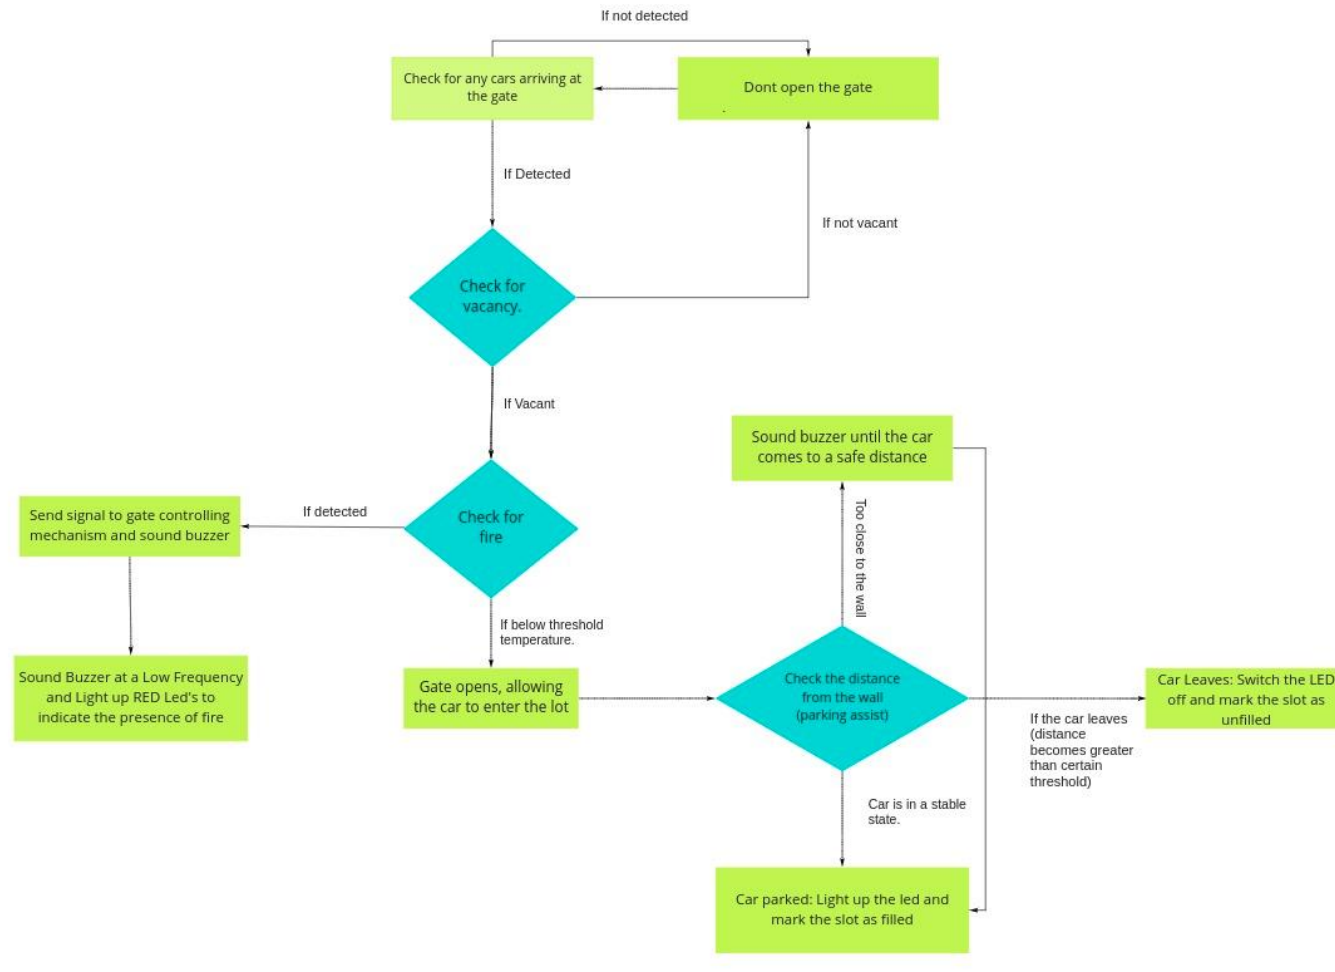 If not detected
Check for any cars arriving at
the gate
Dont open the gate
.
If Detected
If not vacant
Check for
vacancy.
If Vacant
Sound buzzer until the car
comes to a safe distance
Send signal to gate controlling
mechanism and sound buzzer
If detected
Check for
fire
Too close to the wall
If below threshold
temperature.
Sound Buzzer at a Low Frequency
and Light up RED Led's to
indicate the presence of fire
Gate opens, allowing
the car to enter the lot
Check the distance
from the wall
(parking assist)
Car Leaves: Switch the LED
off and mark the slot as
unfilled
If the car leaves
(distance
becomes greater
than certain
threshold)
Car is in a stable
state.
Car parked: Light up the led and
mark the slot as filled